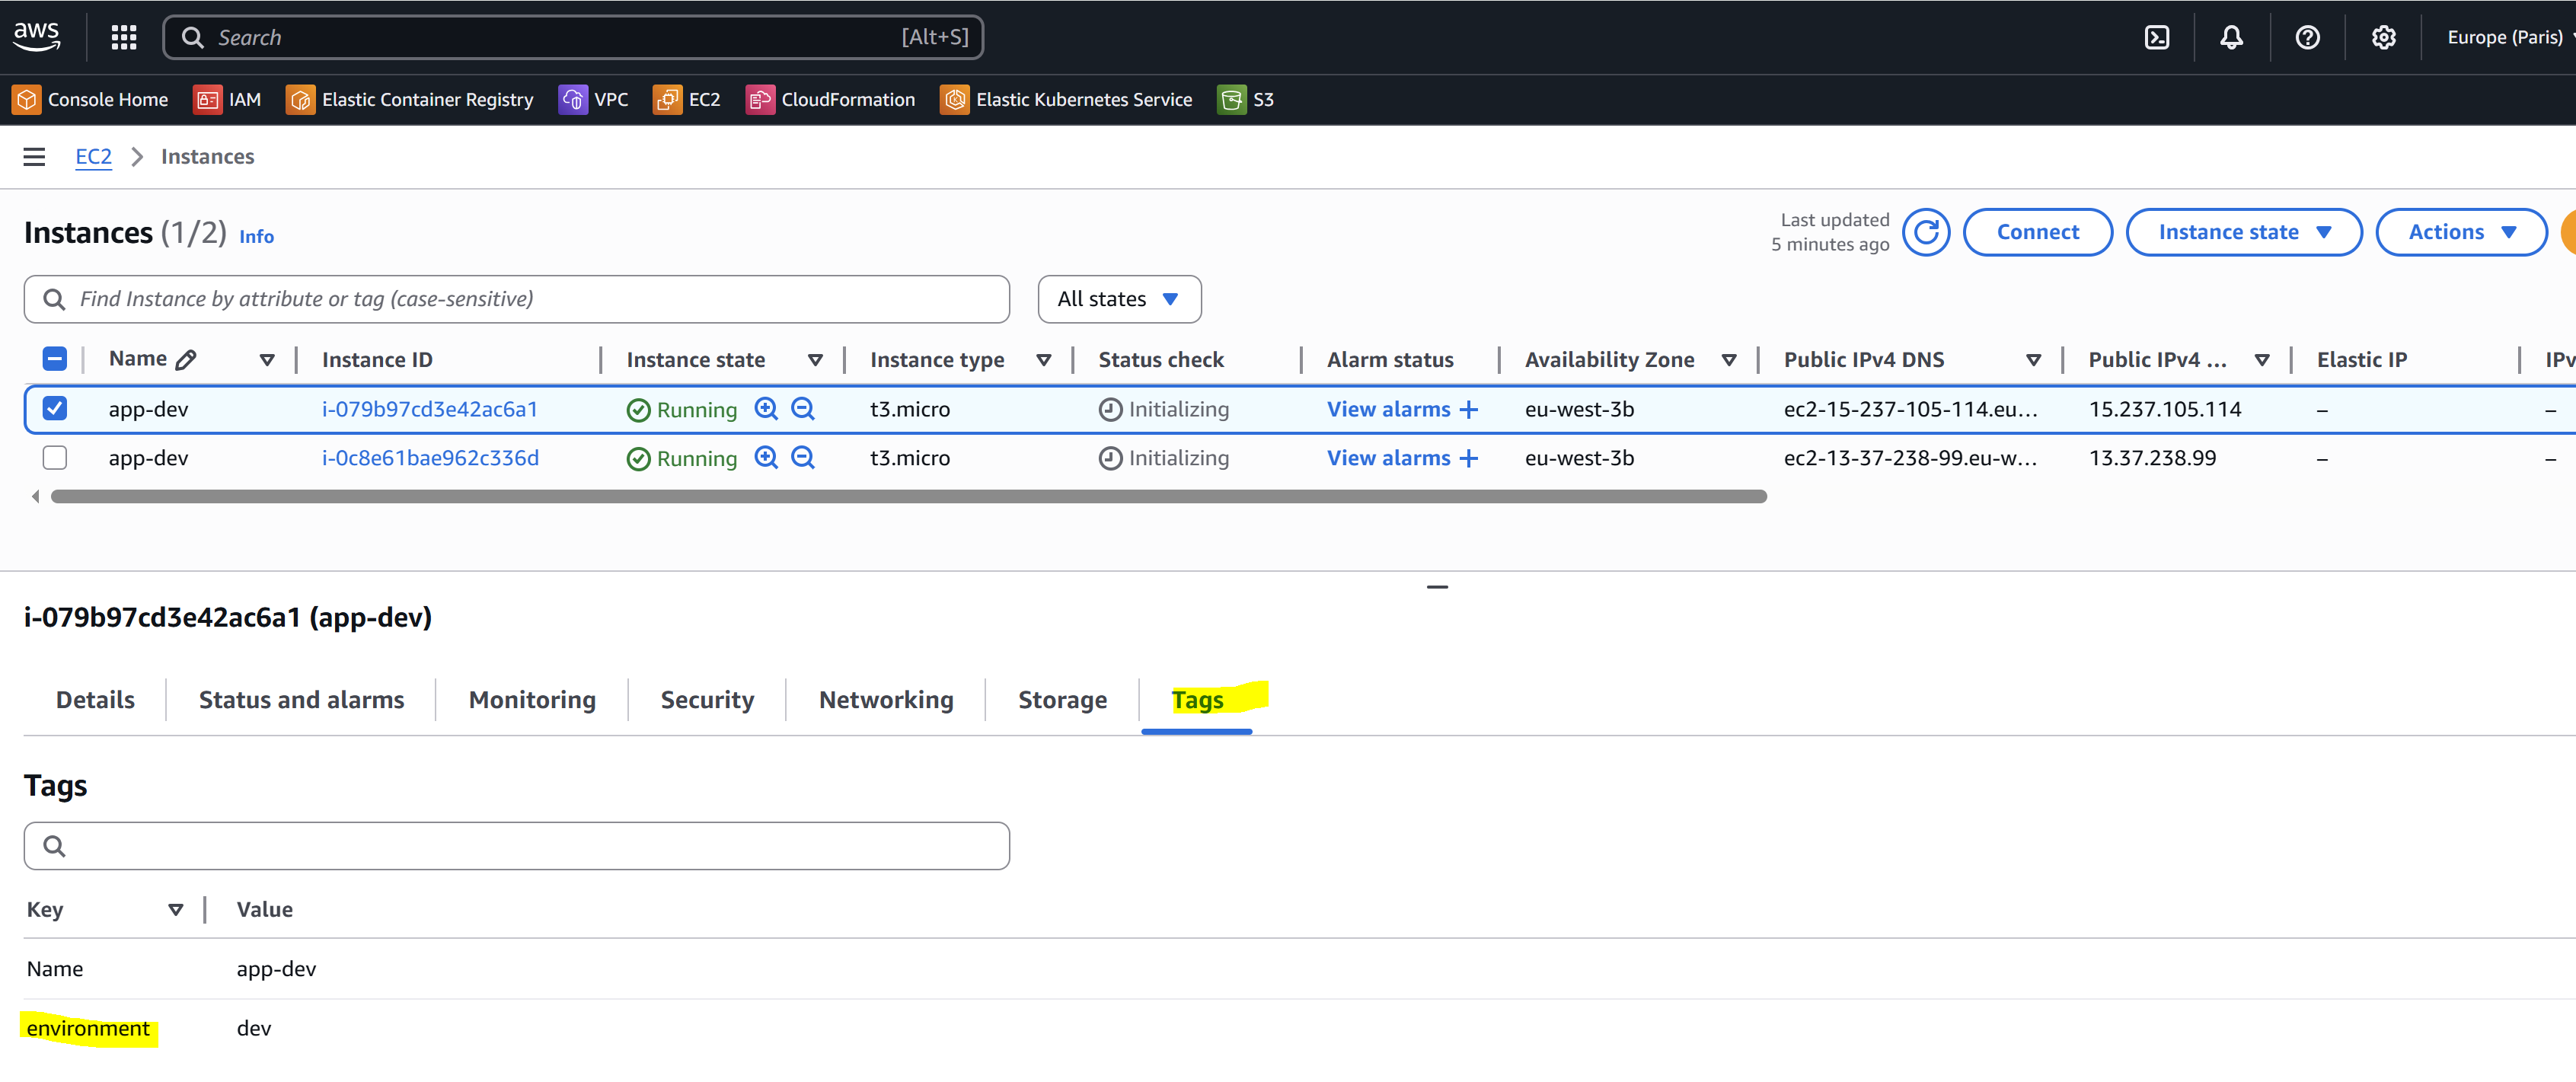 aws
Search [Alt+S]
Europe (Paris)
Console Home IAM Elastic Container Registry VPC EC2 CloudFormation Elastic Kubernetes Service S3
EC2 Instances
Instances (1/2) Info
Last updated
5 minutes ago
Connect Instance state Actions
Find Instance by attribute or tag (case-sensitive) All states
Name Instance ID Instance state Instance type Status check Alarm status Availability Zone Public IPv4 DNS Public IPv4 ... Elastic IP IPv
app-dev i-079b97cd3e42ac6a1 Running t3.micro Initializing View alarms + eu-west-3b ec2-15-237-105-114.eu... 15.237.105.114 – –
app-dev i-0c8e61bae962c336d Running t3.micro Initializing View alarms + eu-west-3b ec2-13-37-238-99.eu-w... 13.37.238.99 – –
i-079b97cd3e42ac6a1 (app-dev)
Details Status and alarms Monitoring Security Networking Storage Tags
Tags
Key Value
Name app-dev
environment dev